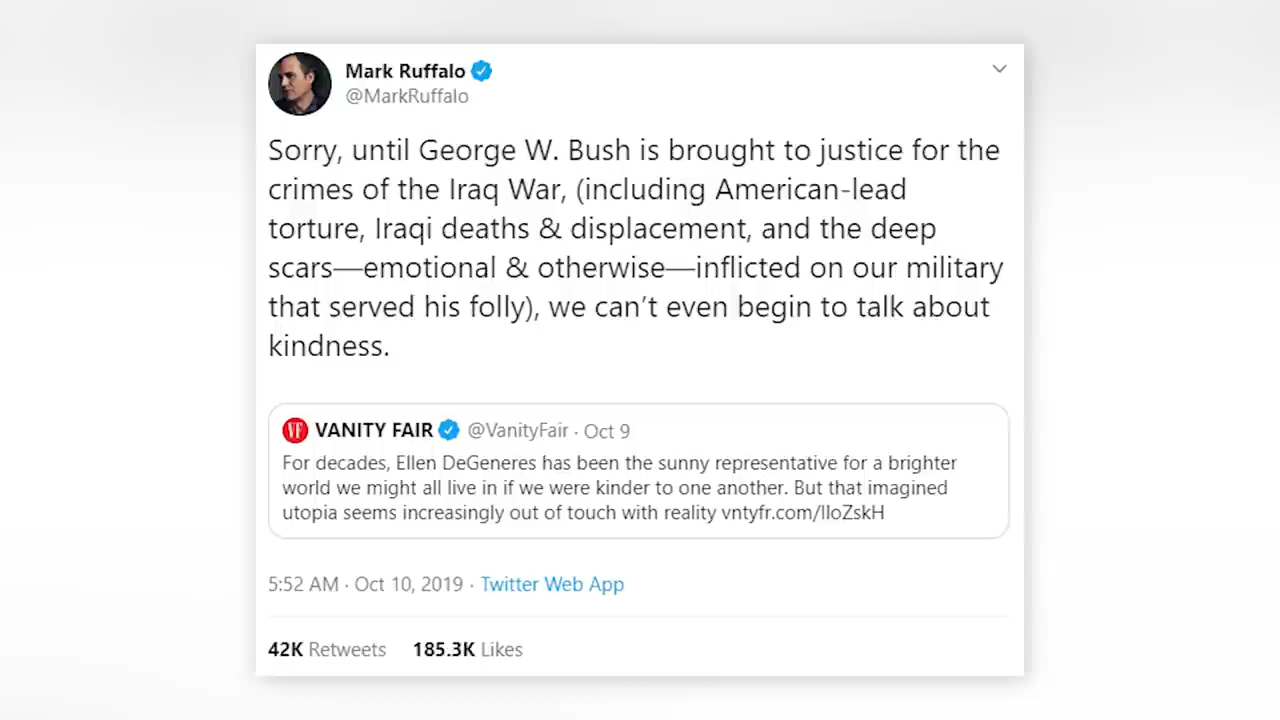 Mark Ruffalo
@MarkRuffalo
Sorry, until George W. Bush is brought to justice for the
crimes of the Iraq War, (including American-lead
torture, Iraqi deaths & displacement, and the deep
scars—emotional & otherwise—inflicted on our military
that served his folly), we can't even begin to talk about
kindness.
VF VANITY FAIR @VanityFair · Oct 9
For decades, Ellen DeGeneres has been the sunny representative for a brighter
world we might all live in if we were kinder to one another. But that imagined
utopia seems increasingly out of touch with reality vntyfr.com/lIoZskH
5:52 AM · Oct 10, 2019 · Twitter Web App
42K Retweets 185.3K Likes